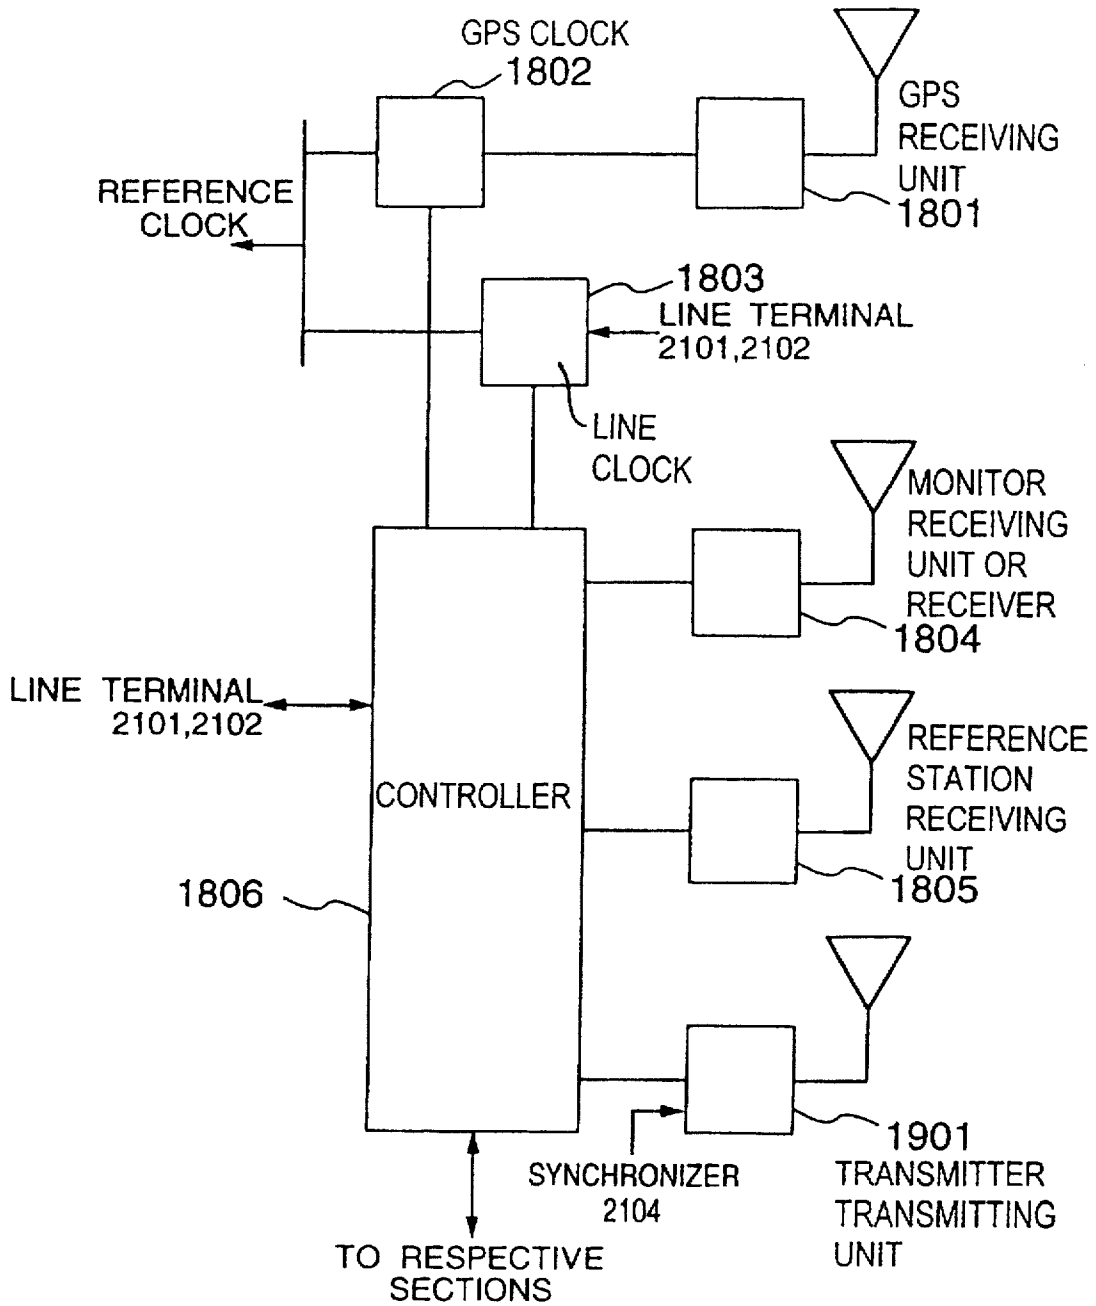 GPS CLOCK
1802
GPS
RECEIVING
UNIT
1801
REFERENCE
CLOCK
1803
LINE TERMINAL
2101,2102
LINE
CLOCK
MONITOR
RECEIVING
UNIT OR
RECEIVER
1804
LINE TERMINAL
2101,2102
REFERENCE
STATION
RECEIVING
UNIT
1805
CONTROLLER
1806
1901
TRANSMITTER
TRANSMITTING
UNIT
SYNCHRONIZER
2104
TO RESPECTIVE
SECTIONS